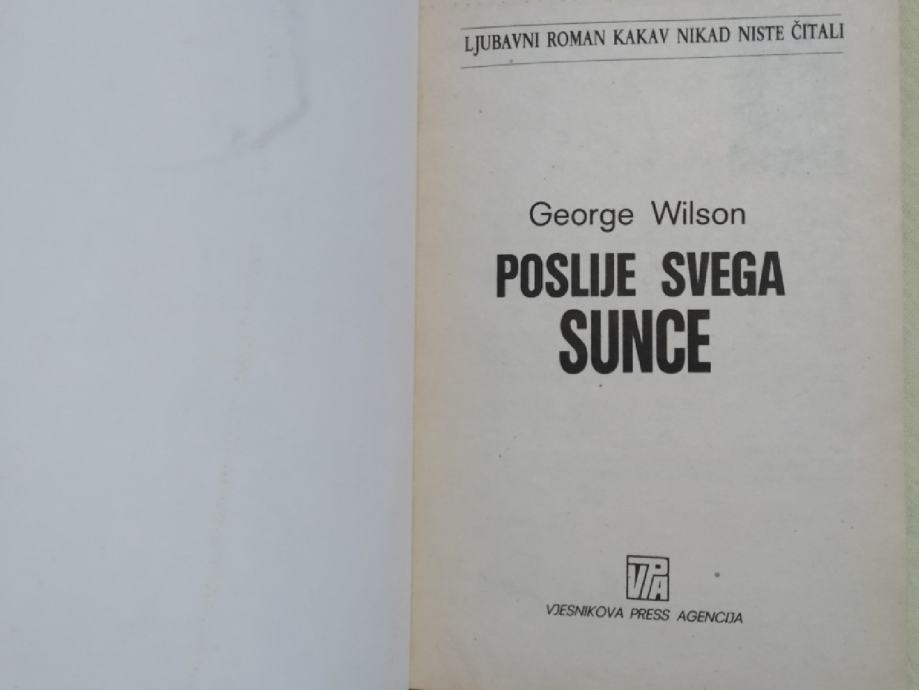 LJUBAVNI ROMAN KAKAV NIKAD NISTE ČITALI
George Wilson
POSLIJE SVEGA
SUNCE
VPA
VJESNIKOVA PRESS AGENCIJA